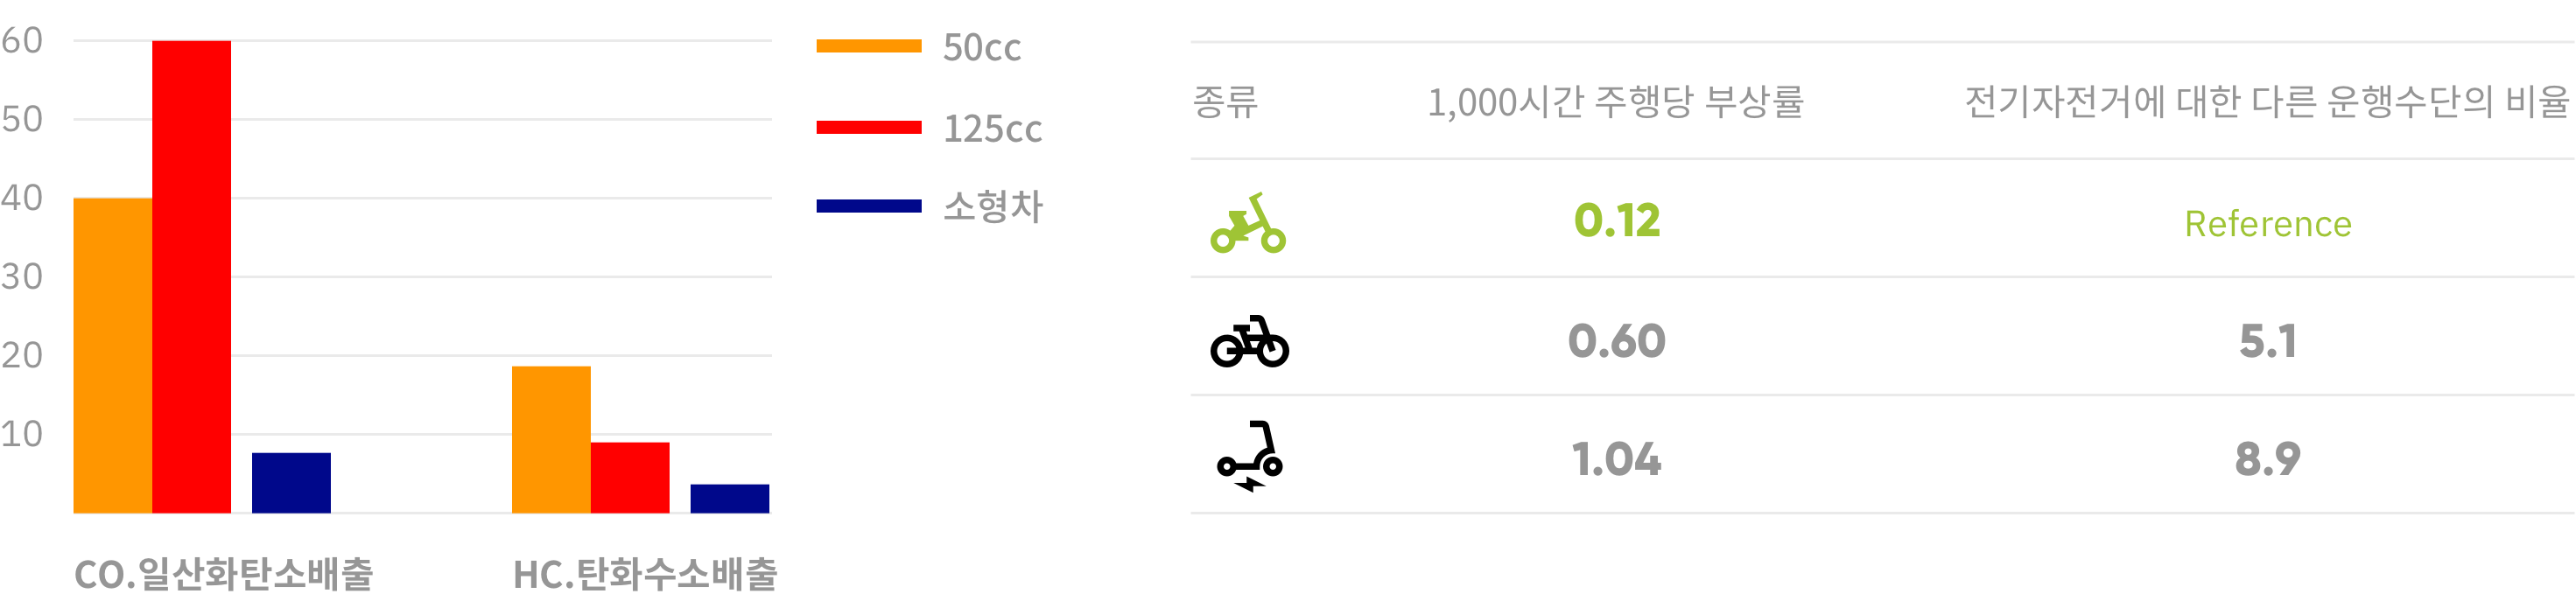 60
50
40
30
20
10
CO.일산화탄소배출
HC.탄화수소배출
50cc
125cc
소형차
종류 1,000시간 주행당 부상률 전기자전거에 대한 다른 운행수단의 비율
0.12 Reference
0.60 5.1
1.04 8.9